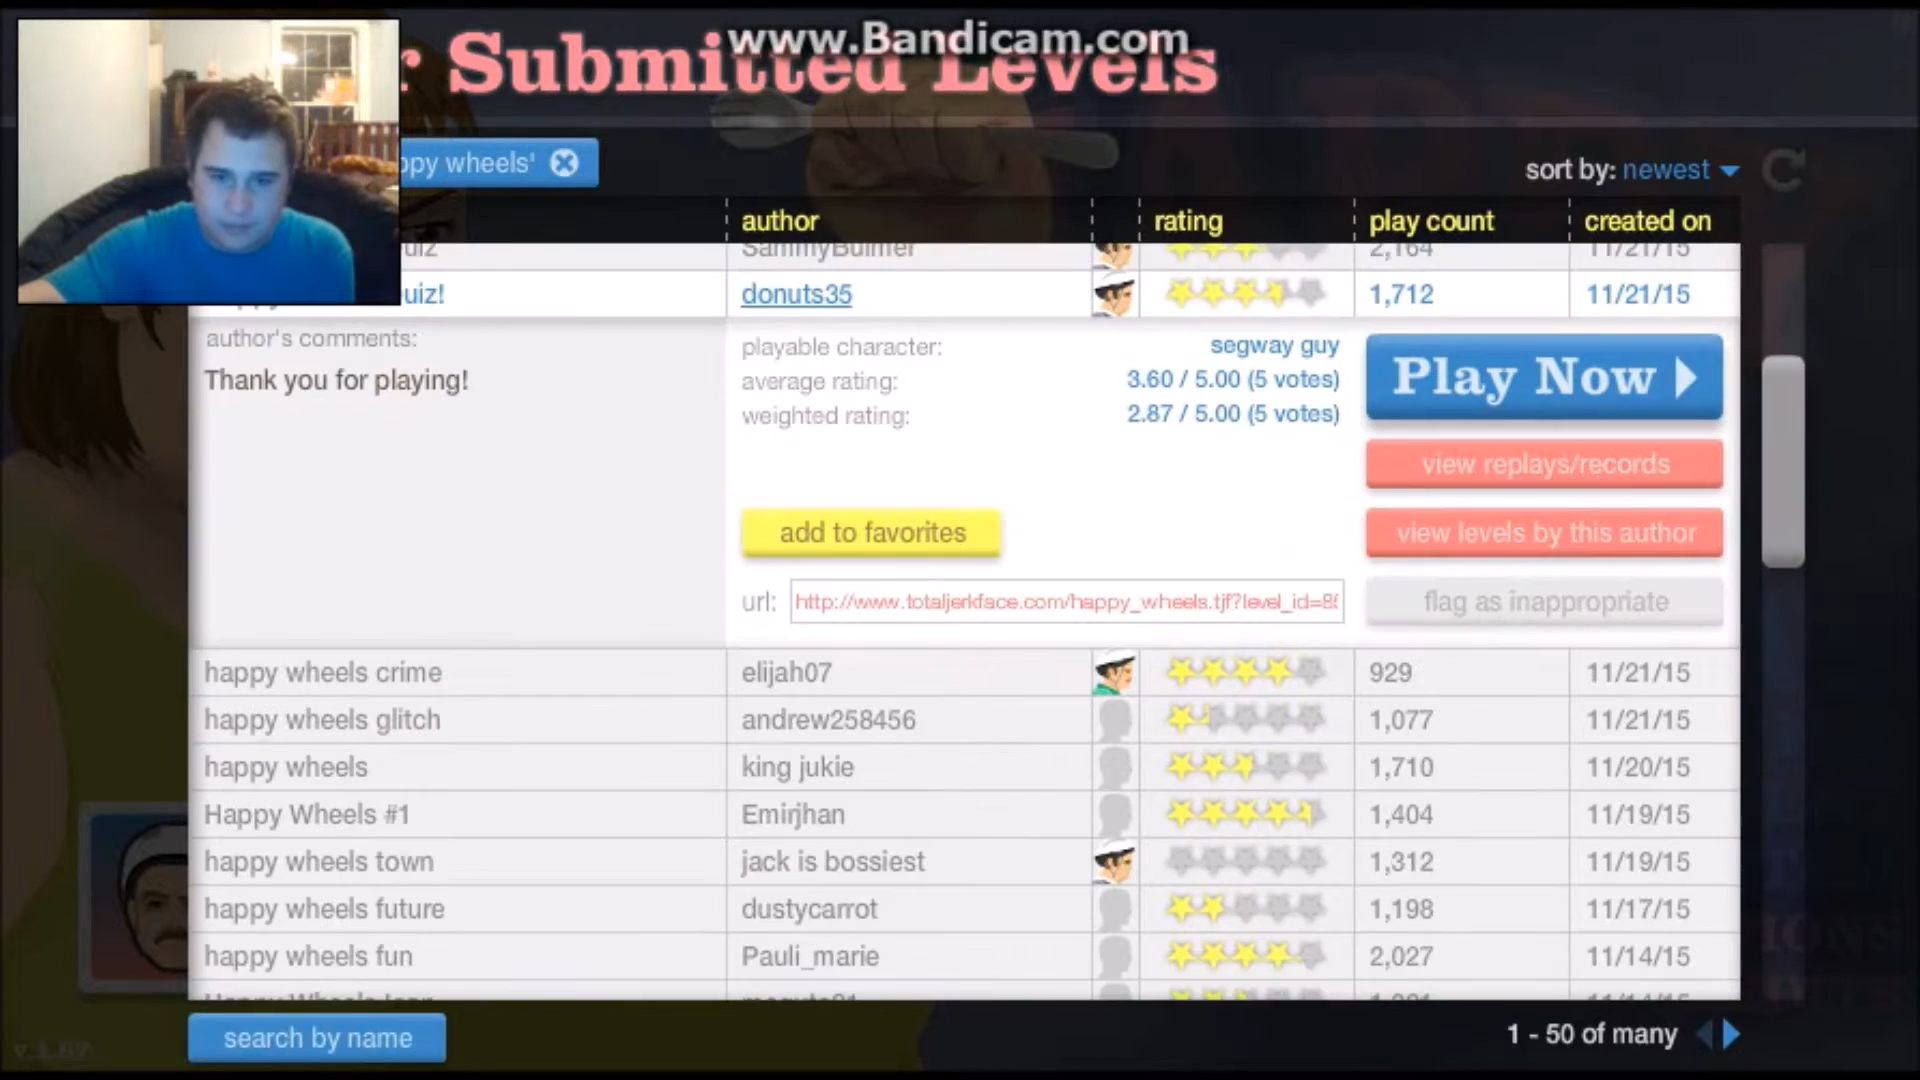 www.Bandicam.com
r Submitted Levels
ppy wheels'
sort by: newest
author rating play count created on
uiz SammyBulmer 2,164 11/21/15
uiz! donuts35 1,712 11/21/15
author's comments:
Thank you for playing!
playable character: segway guy
average rating: 3.60 / 5.00 (5 votes)
weighted rating: 2.87 / 5.00 (5 votes)
Play Now
view replays/records
add to favorites
view levels by this author
url: http://www.totaljerkface.com/happy_wheels.tjf?level_id=8
flag as inappropriate
happy wheels crime elijah07 929 11/21/15
happy wheels glitch andrew258456 1,077 11/21/15
happy wheels king jukie 1,710 11/20/15
Happy Wheels #1 Emirjhan 1,404 11/19/15
happy wheels town jack is bossiest 1,312 11/19/15
happy wheels future dustycarrot 1,198 11/17/15
happy wheels fun Pauli_marie 2,027 11/14/15
search by name
1 - 50 of many